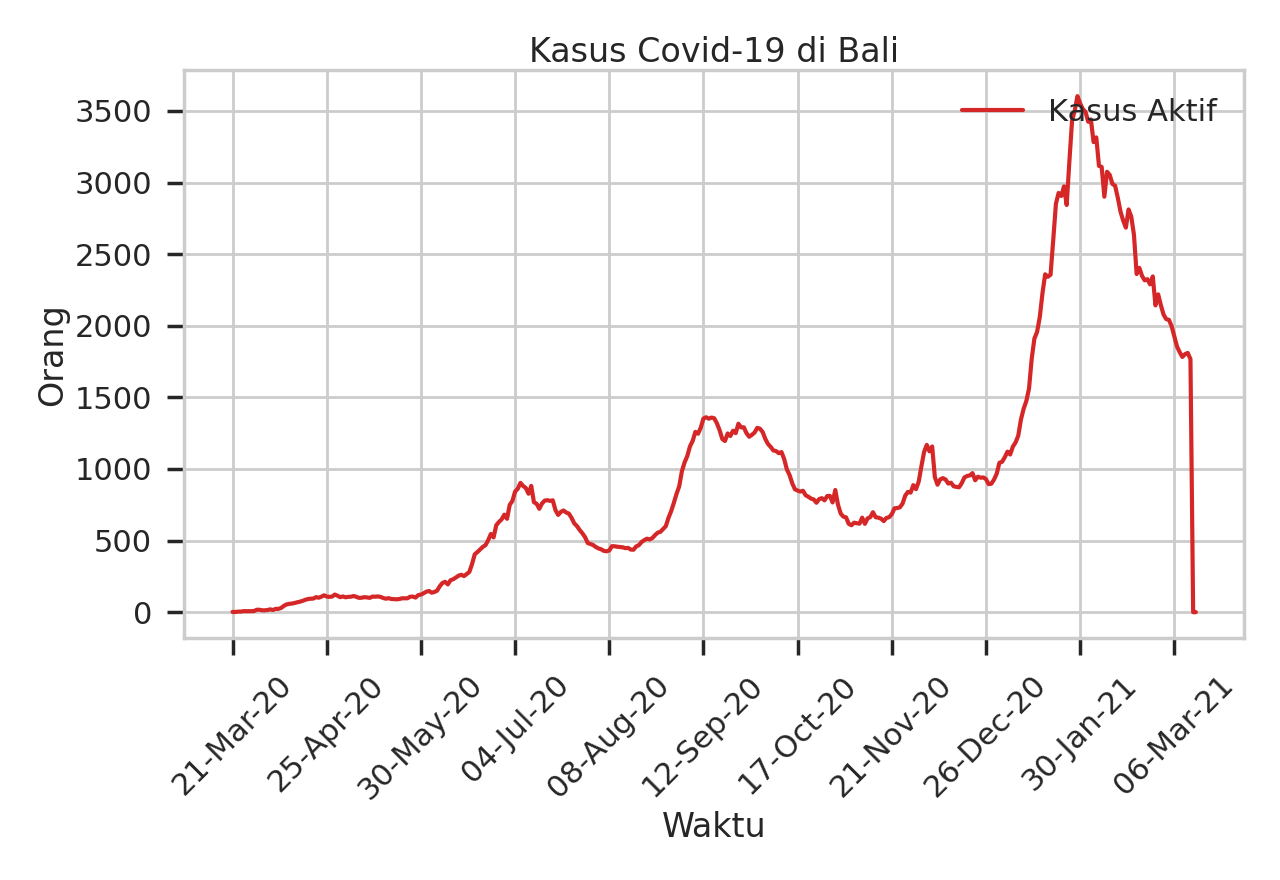 Kasus Covid-19 di Bali
Kasus Aktif
3500
3000
2500
2000
1500
1000
500
0
Orang
21-Mar-20
25-Apr-20
30-May-20
04-Jul-20
08-Aug-20
12-Sep-20
17-Oct-20
21-Nov-20
26-Dec-20
30-Jan-21
06-Mar-21
Waktu